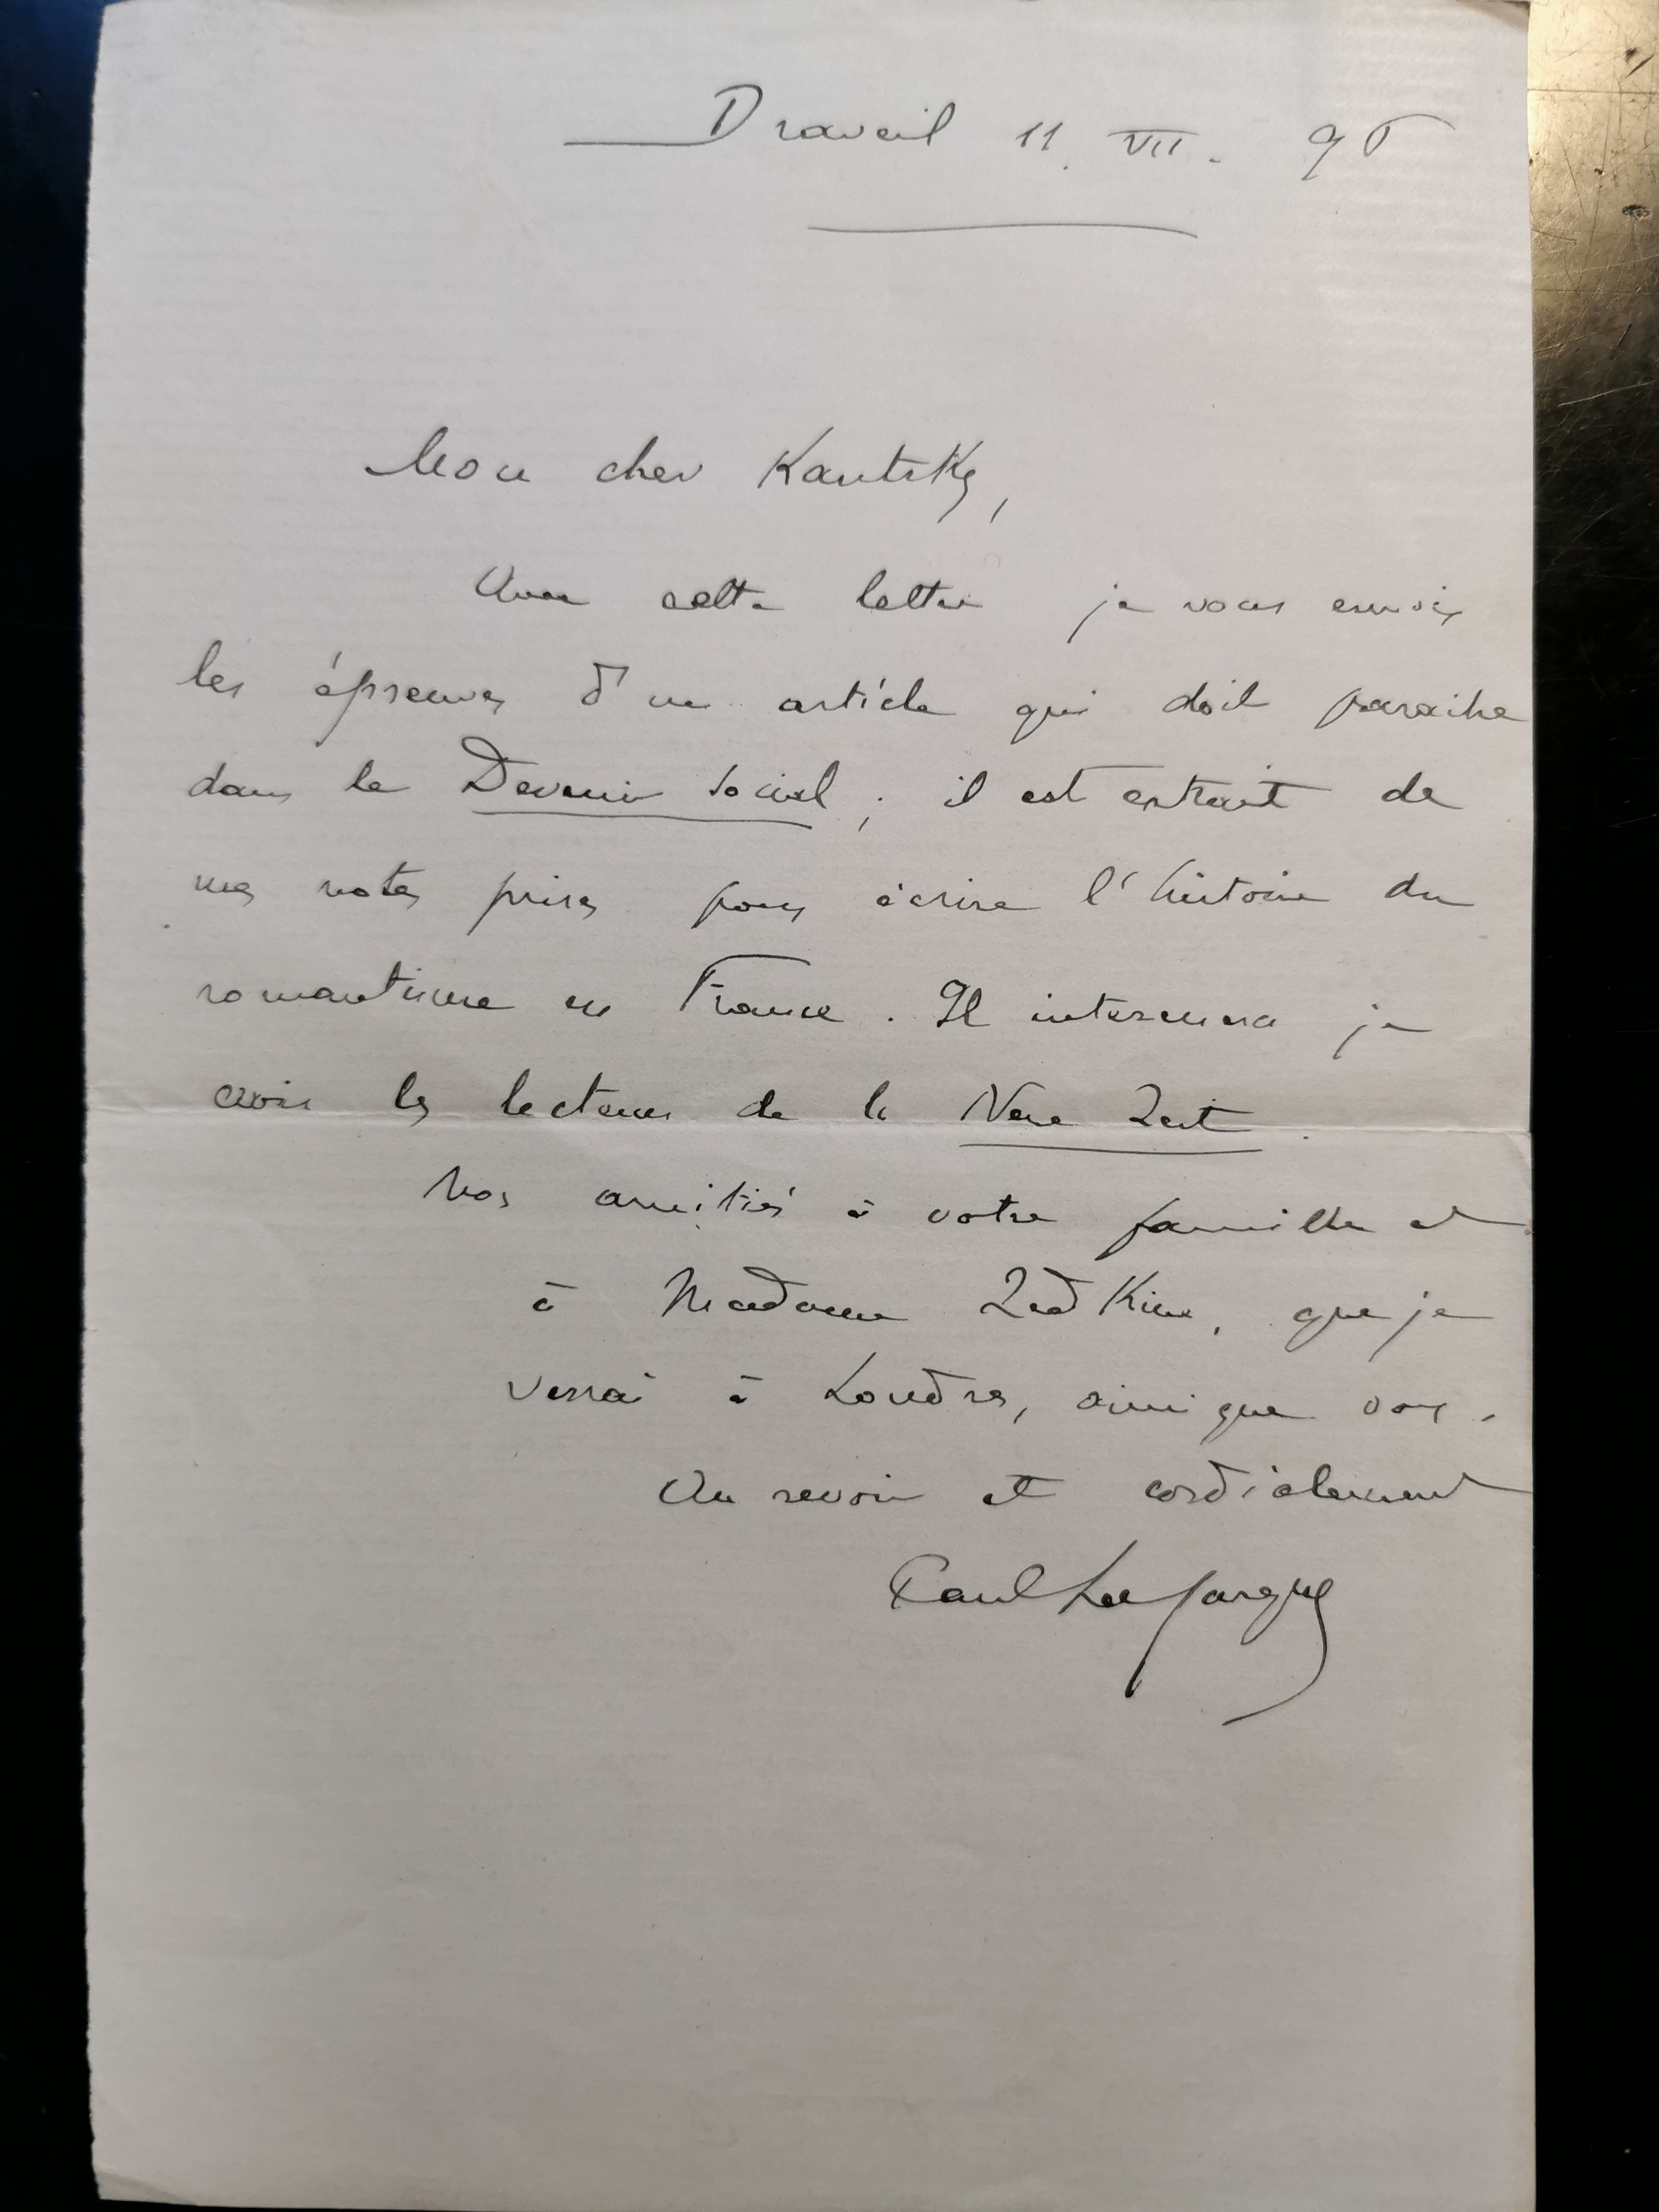 Draveil 11. VII. 96
Mon cher Kautsky,
Avec cette lettre je vous envoie
les épreuves d'un article qui doit paraitre
dans le Devenir Social ; il est extrait de
mes notes prises pour écrire l'histoire du
romantisme en France. Il interessera je
crois les lecteurs de la Neue Zeit.
Nos amitiés à votre famille et
à Madame Zedkine, que je
verrai à Londres, ainsi que vous.
Au revoir et cordialement
Paul Lafargue